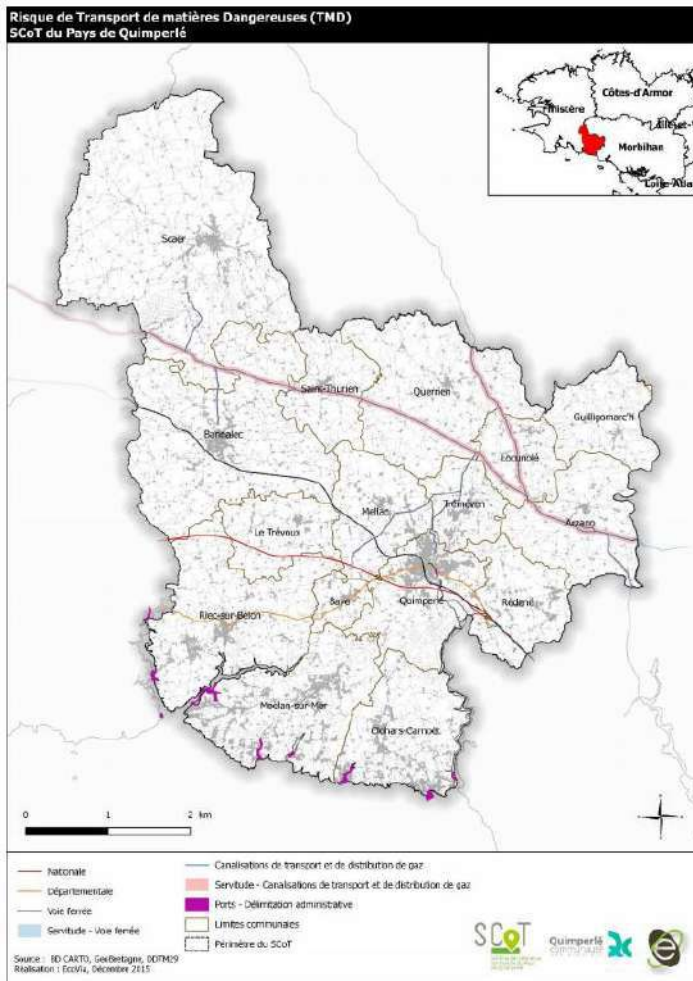 Risque de Transport de matières Dangereuses (TMD)
SCoT du Pays de Quimperlé
Côtes-d'Armor
Finistère
Morbihan
Scaër
Saint-Thurien
Querrien
Guilligomarc'h
Bannalec
Locunolé
Mellac
Tréméven
Arzano
Le Trévoux
Baye
Quimperlé
Rédené
Riec-sur-Belon
Moëlan-sur-Mer
Clohars-Carnoët
0 1 2 km
Nationale
Départementale
Voie ferrée
Servitude - Voie ferrée
Canalisations de transport et de distribution de gaz
Servitude - Canalisations de transport et de distribution de gaz
Ports - Délimitation administrative
Limites communales
Périmètre du SCoT
Source : BD CARTO, GeoBretagne, DDTM29
Réalisation : EcoVia, Décembre 2015
SCOT
Quimperlé
communauté
e